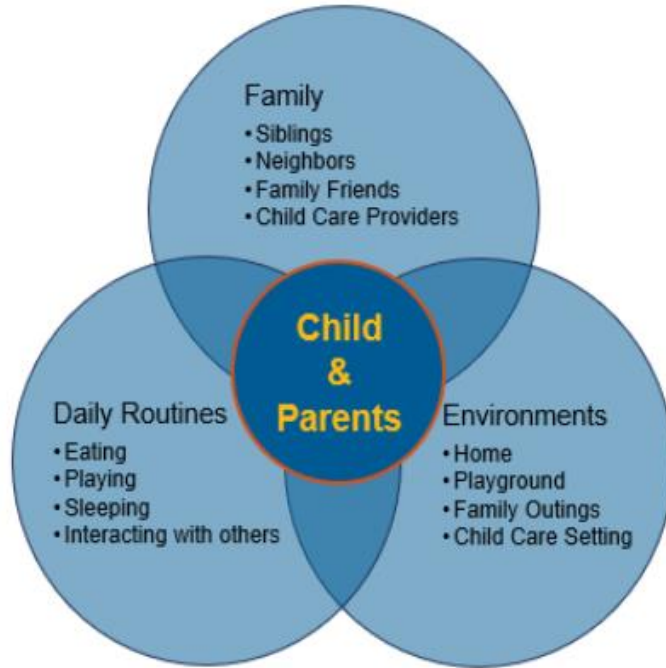 Family
• Siblings
• Neighbors
• Family Friends
• Child Care Providers
Child
&
Parents
Daily Routines
• Eating
• Playing
• Sleeping
• Interacting with others
Environments
• Home
• Playground
• Family Outings
• Child Care Setting